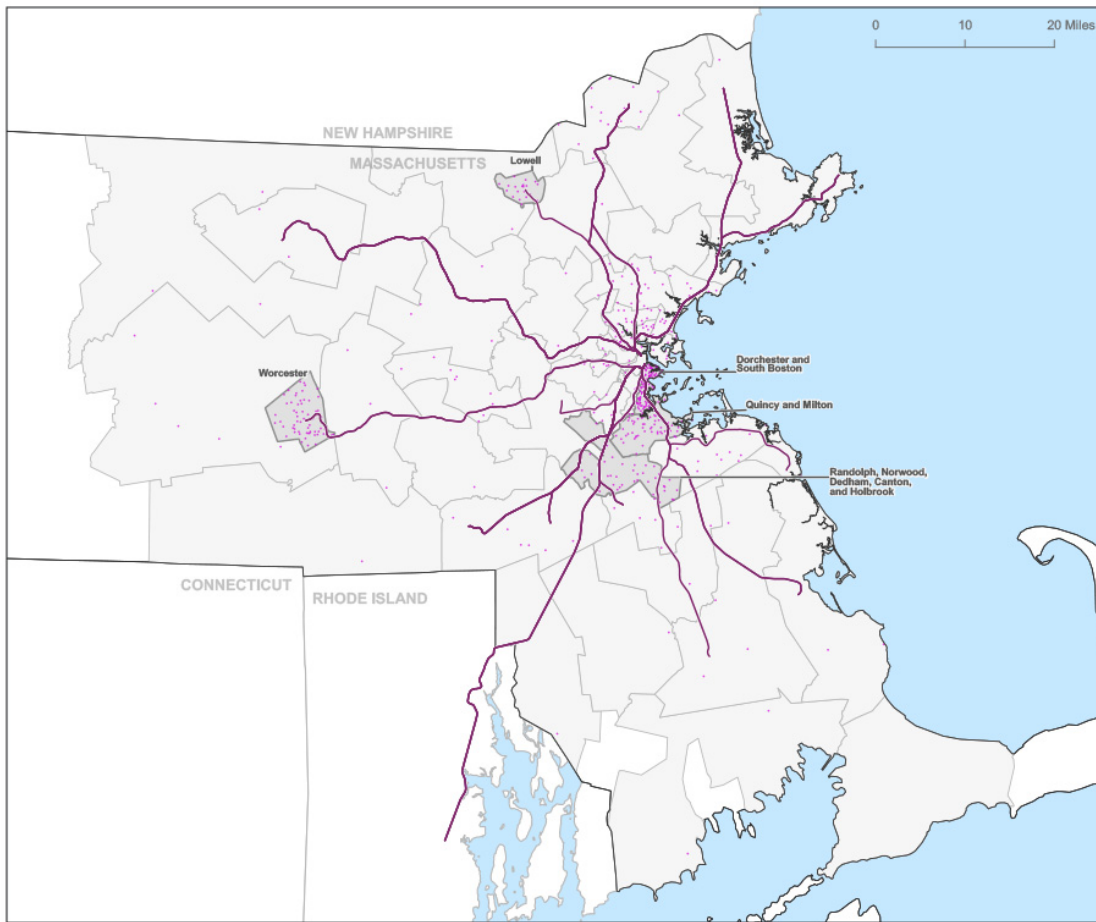 0 10 20 Miles
NEW HAMPSHIRE
MASSACHUSETTS
Lowell
Worcester
Dorchester and
South Boston
Quincy and Milton
Randolph, Norwood,
Dedham, Canton,
and Holbrook
CONNECTICUT
RHODE ISLAND